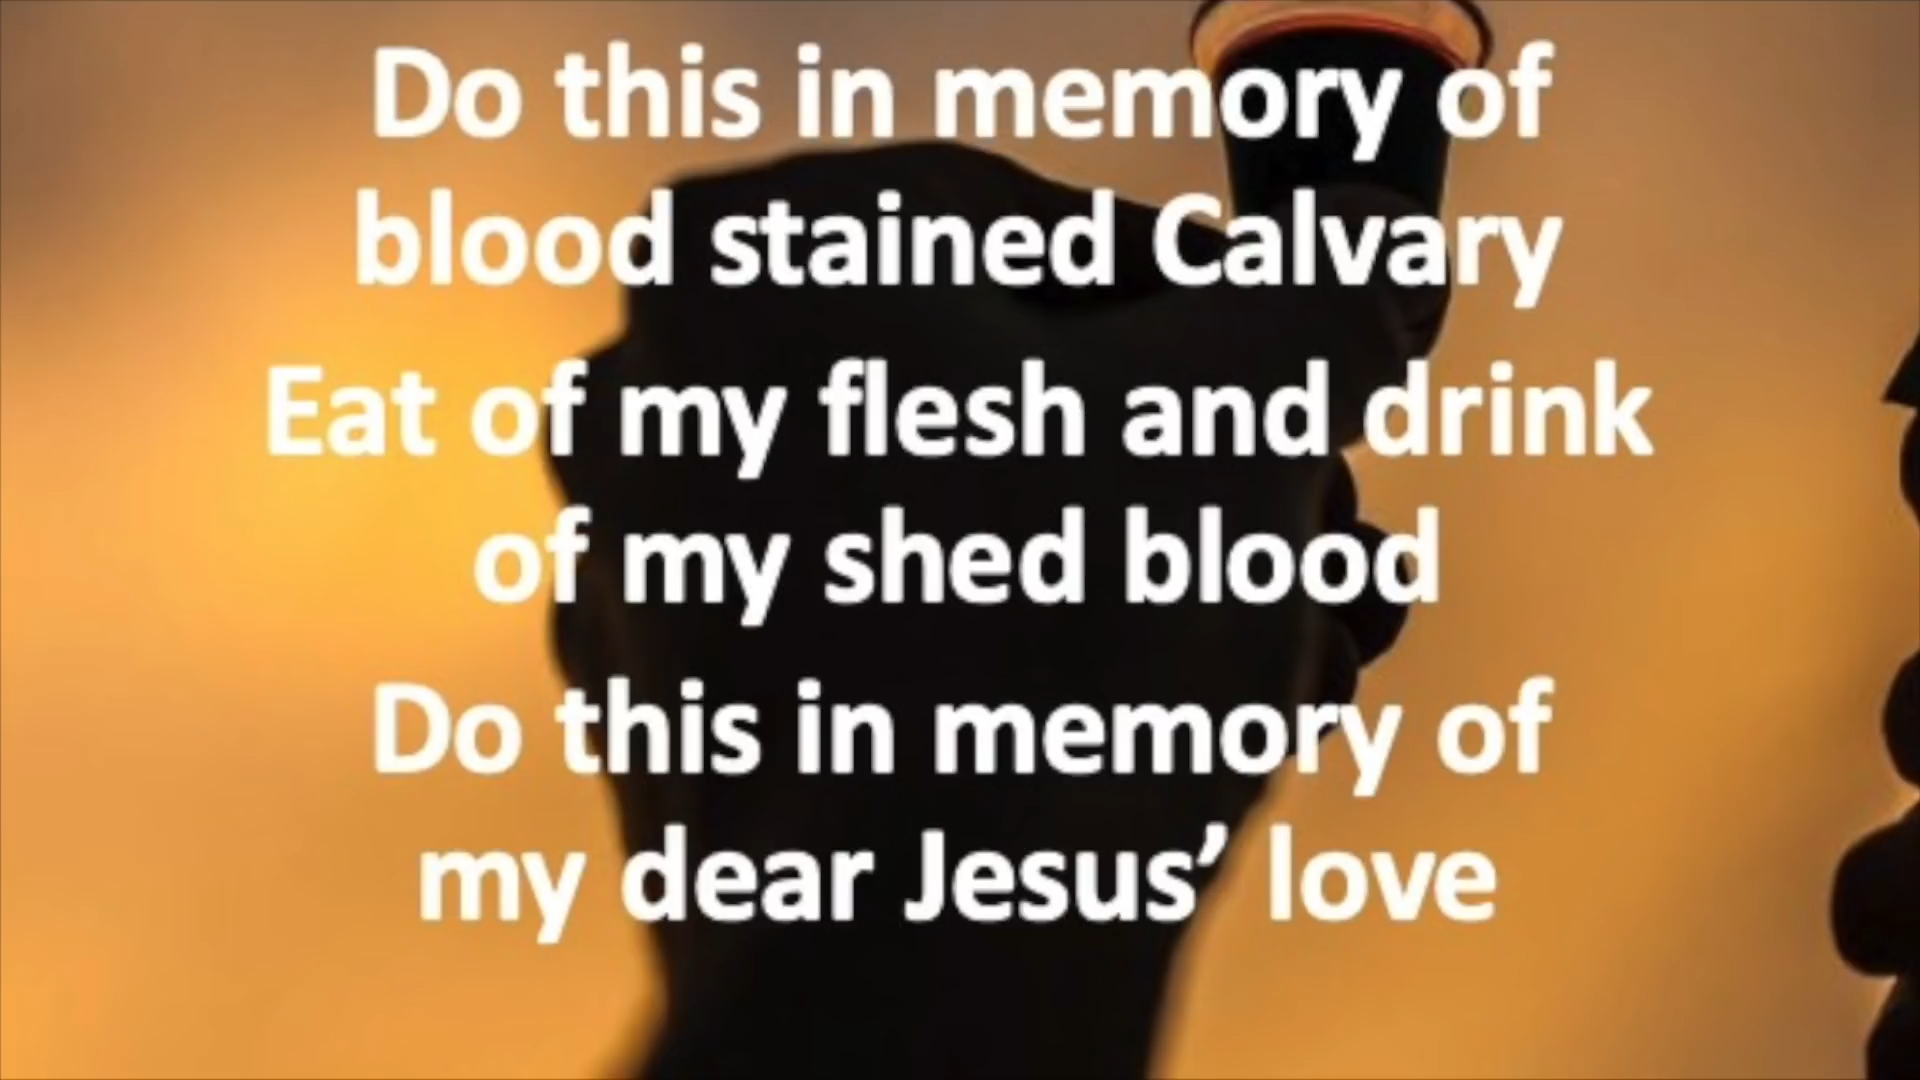 Do this in memory of
blood stained Calvary
Eat of my flesh and drink
of my shed blood
Do this in memory of
my dear Jesus’ love